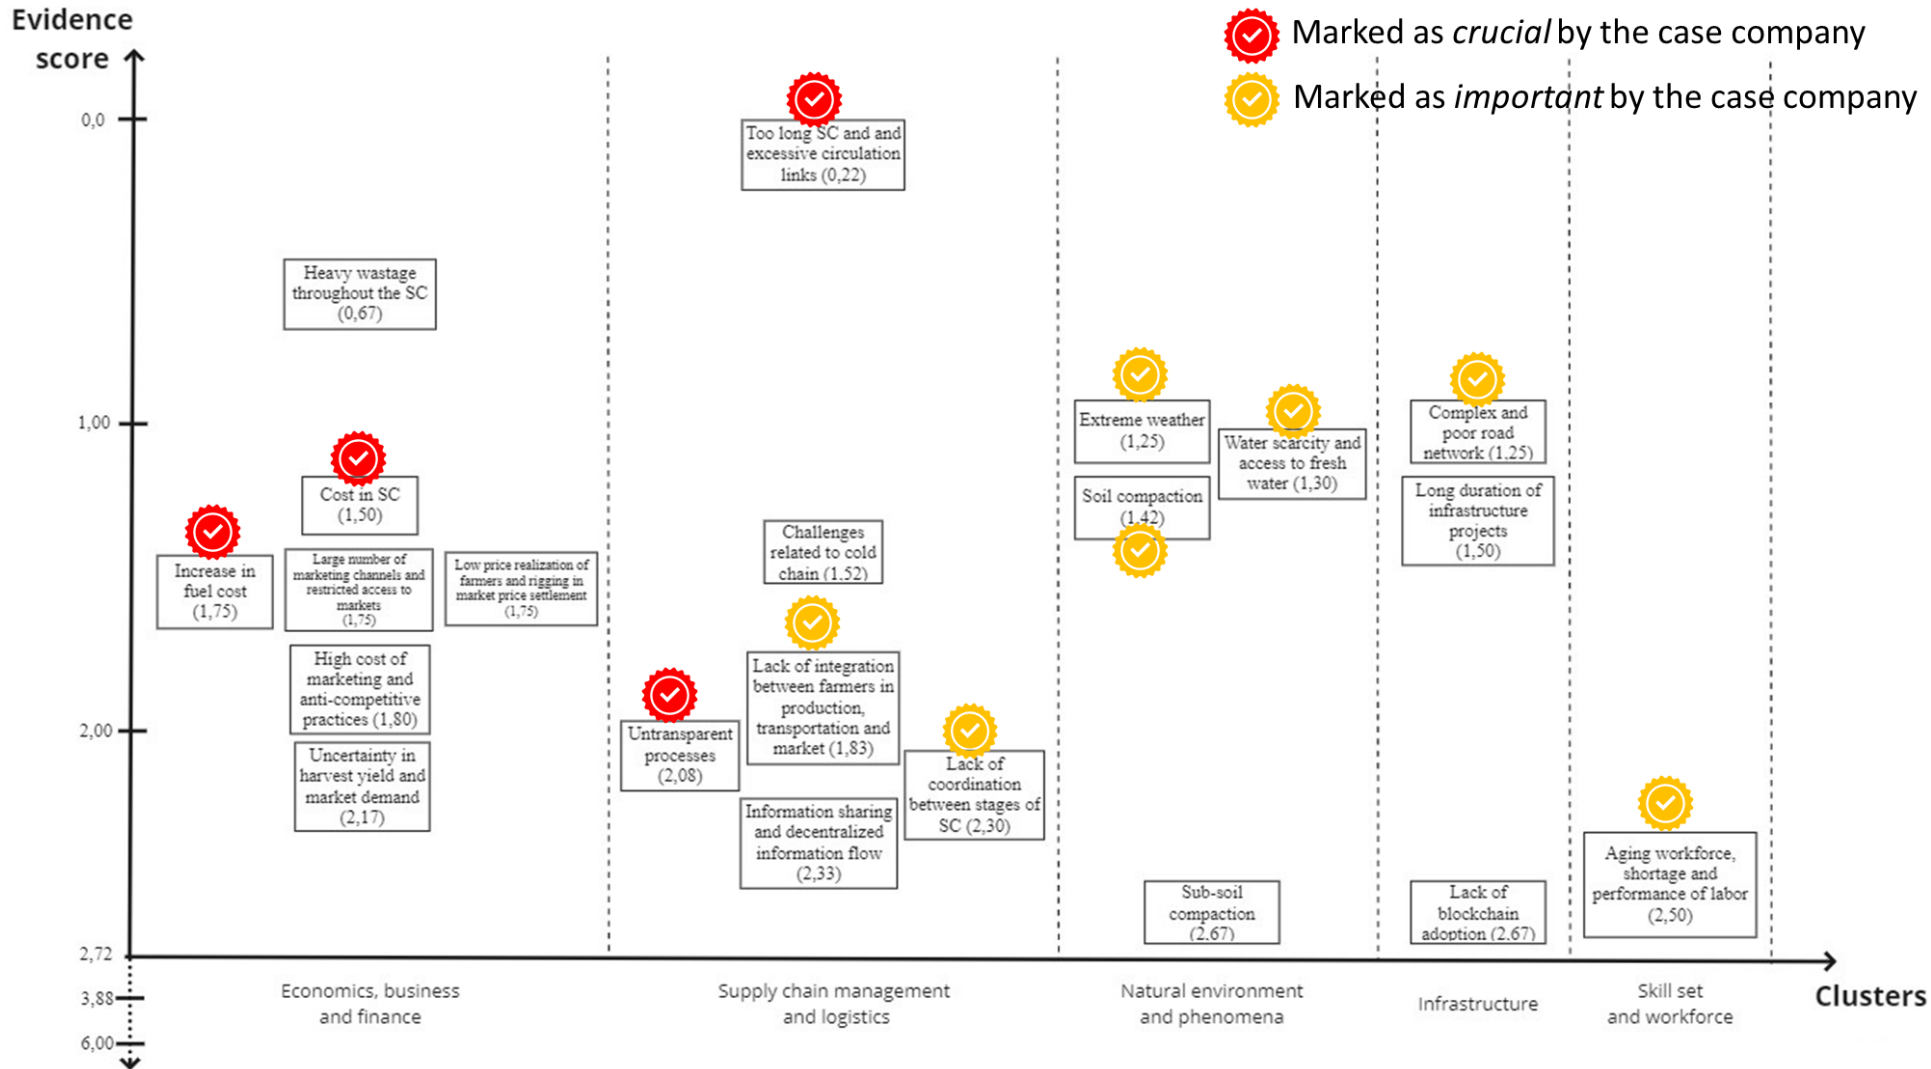 Evidence
score
Marked as crucial by the case company
Marked as important by the case company
0,0
1,00
2,00
2,72
3,88
6,00
Heavy wastage
throughout the SC
(0,67)
Cost in SC
(1,50)
Increase in
fuel cost
(1,75)
Large number of
marketing channels and
restricted access to
markets
(1,75)
Low price realization of
farmers and rigging in
market price settlement
(1,75)
High cost of
marketing and
anti-competitive
practices (1,80)
Uncertainty in
harvest yield and
market demand
(2,17)
Too long SC and and
excessive circulation
links (0,22)
Challenges
related to cold
chain (1,52)
Lack of integration
between farmers in
production,
transportation and
market (1,83)
Untransparent
processes
(2,08)
Lack of
coordination
between stages of
SC (2,30)
Information sharing
and decentralized
information flow
(2,33)
Extreme weather
(1,25)
Water scarcity and
access to fresh
water (1,30)
Soil compaction
(1,42)
Sub-soil
compaction
(2,67)
Complex and
poor road
network (1,25)
Long duration of
infrastructure
projects
(1,50)
Lack of
blockchain
adoption (2,67)
Aging workforce,
shortage and
performance of labor
(2,50)
Economics, business
and finance
Supply chain management
and logistics
Natural environment
and phenomena
Infrastructure
Skill set
and workforce
Clusters